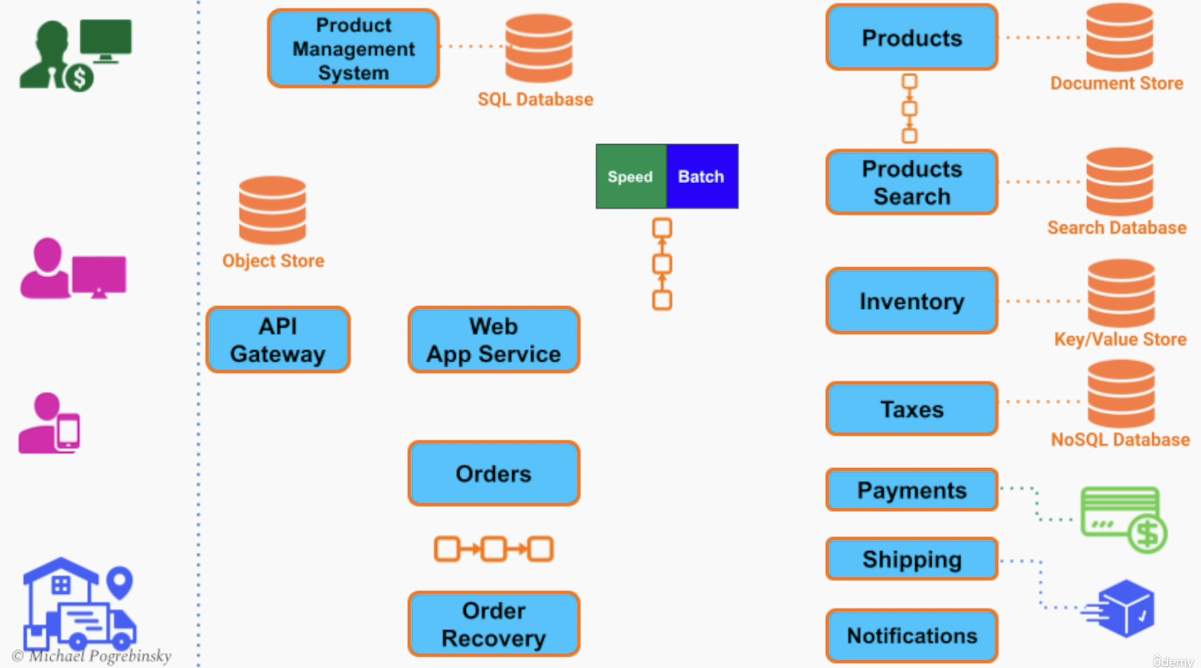 Product
Management
System
SQL Database
Products
Document Store
Speed
Batch
Products
Search
Search Database
Object Store
Inventory
Key/Value Store
API
Gateway
Web
App Service
Taxes
NoSQL Database
Orders
Payments
Shipping
Order
Recovery
Notifications
© Michael Pogrebinsky
ûdemy